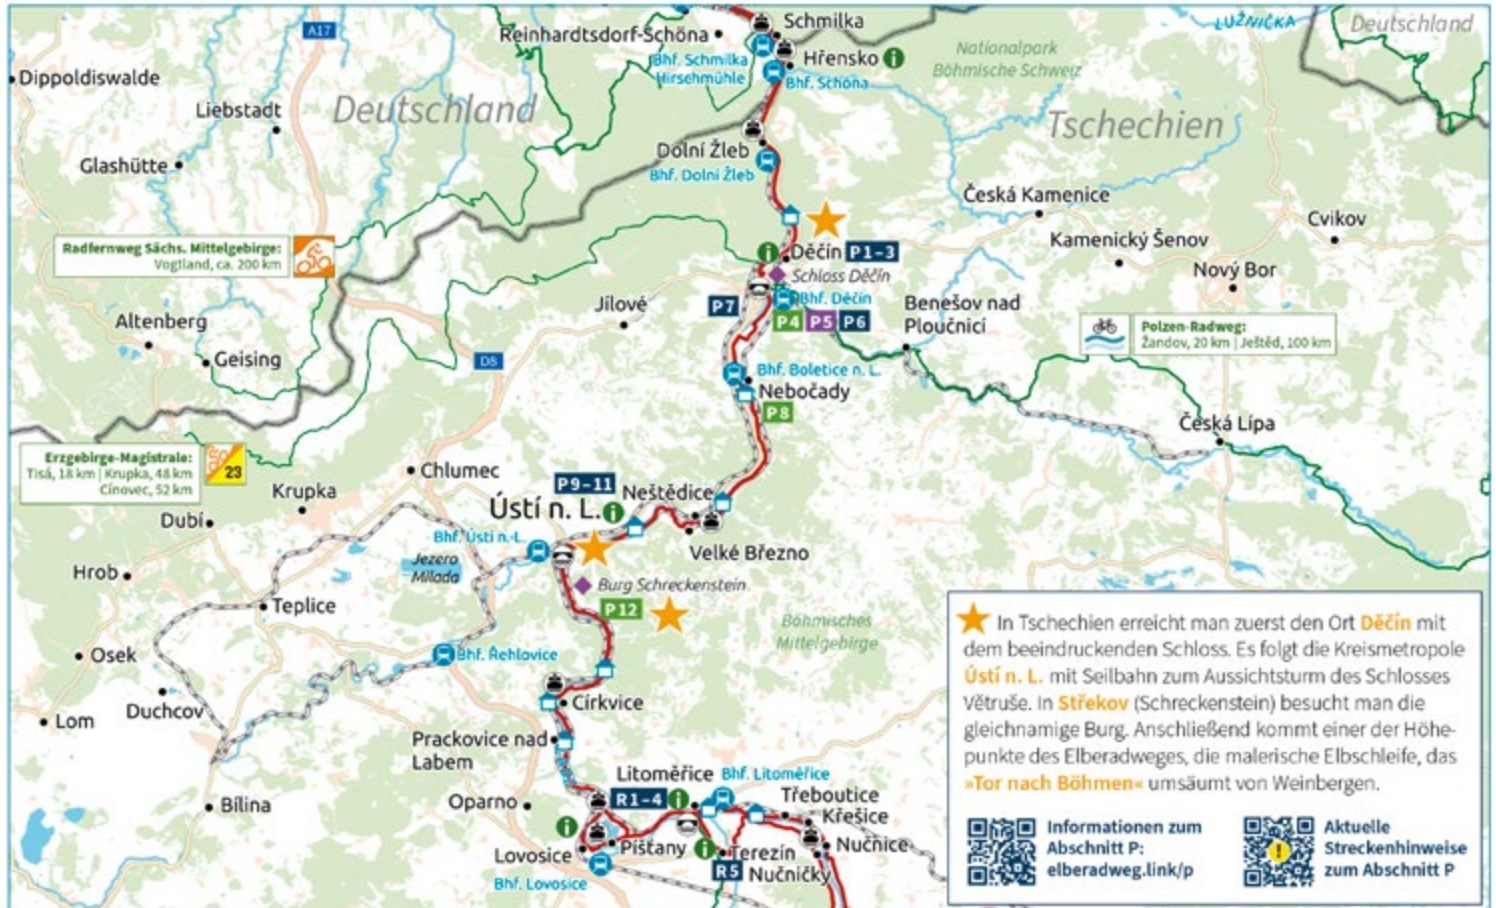 Schmilka
Reinhardtsdorf-Schöna
Bhf. Schmilka
Hirschmühle
Hřensko
Bhf. Schöna
Nationalpark
Böhmische Schweiz
LUŽNIČKA
Deutschland
A17
Dippoldiswalde
Liebstadt
Deutschland
Tschechien
Glashütte
Dolní Žleb
Bhf. Dolní Žleb
Česká Kamenice
Cvikov
Kamenický Šenov
Nový Bor
Radfernweg Sächs. Mittelgebirge:
Vogtland, ca. 200 km
Děčín P1-3
Schloss Děčín
Bhf. Děčín
P7
P4 P5 P6
Jílové
Benešov nad
Ploučnicí
Polzen-Radweg:
Žandov, 20 km | Ještěd, 100 km
Altenberg
Geising
D8
Bhf. Boletice n. L.
Nebočady
P8
Česká Lípa
Erzgebirge-Magistrale:
Tisá, 18 km | Krupka, 48 km
Cínovec, 52 km
23
Chlumec
Krupka
Dubí
P9-11
Neštědice
Ústí n. L.
Bhf. Ústí n. L.
Velké Březno
Jezero
Milada
Hrob
Teplice
Burg Schreckenstein
P12
Böhmisches
Mittelgebirge
Osek
Bhf. Řehlovice
Duchcov
Lom
Církvice
Prackovice nad
Labem
Litoměřice
Bhf. Litoměřice
R1-4
Třeboutice
Křešice
Oparno
Bílina
Píšťany
Lovosice
Bhf. Lovosice
Terezín
R5
Nučničky
Nučnice
In Tschechien erreicht man zuerst den Ort Děčín mit
dem beeindruckenden Schloss. Es folgt die Kreismetropole
Ústí n. L. mit Seilbahn zum Aussichtsturm des Schlosses
Větruše. In Střekov (Schreckenstein) besucht man die
gleichnamige Burg. Anschließend kommt einer der Höhe-
punkte des Elberadweges, die malerische Elbschleife, das
»Tor nach Böhmen« umsäumt von Weinbergen.
Informationen zum
Abschnitt P:
elberadweg.link/p
Aktuelle
Streckenhinweise
zum Abschnitt P